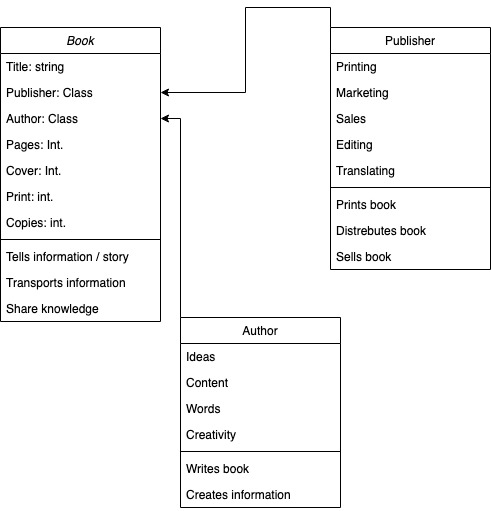 Book
Title: string
Publisher: Class
Author: Class
Pages: Int.
Cover: Int.
Print: int.
Copies: int.
Tells information / story
Transports information
Share knowledge
Publisher
Printing
Marketing
Sales
Editing
Translating
Prints book
Distrebutes book
Sells book
Author
Ideas
Content
Words
Creativity
Writes book
Creates information